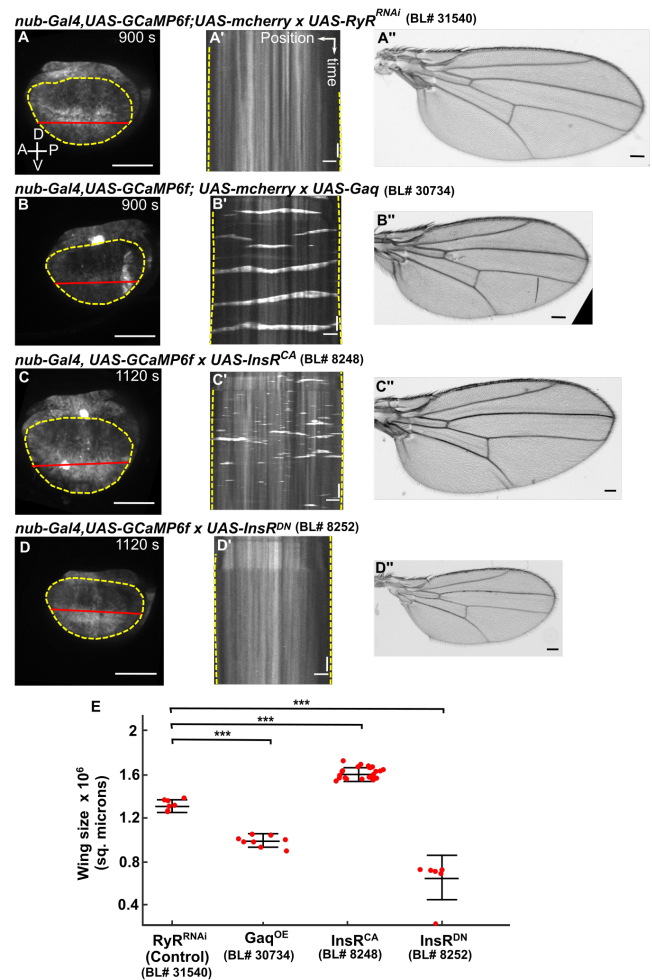 nub-Gal4,UAS-GCaMP6f;UAS-mcherry x UAS-RyR^RNAi (BL# 31540)
A 900 s A' Position time A"
D
A P
V
nub-Gal4,UAS-GCaMP6f; UAS-mcherry x UAS-Gaq (BL# 30734)
B 900 s B' B"
nub-Gal4, UAS-GCaMP6f x UAS-InsR^CA (BL# 8248)
C 1120 s C' C"
nub-Gal4,UAS-GCaMP6f x UAS-InsR^DN (BL# 8252)
D 1120 s D' D"
E
***
***
***
Wing size x 10^6
(sq. microns)
2
1.6
1.2
0.8
0.4
RyR^RNAi Gaq^OE InsR^CA InsR^DN
(Control) (BL# 30734) (BL# 8248) (BL# 8252)
(BL# 31540)